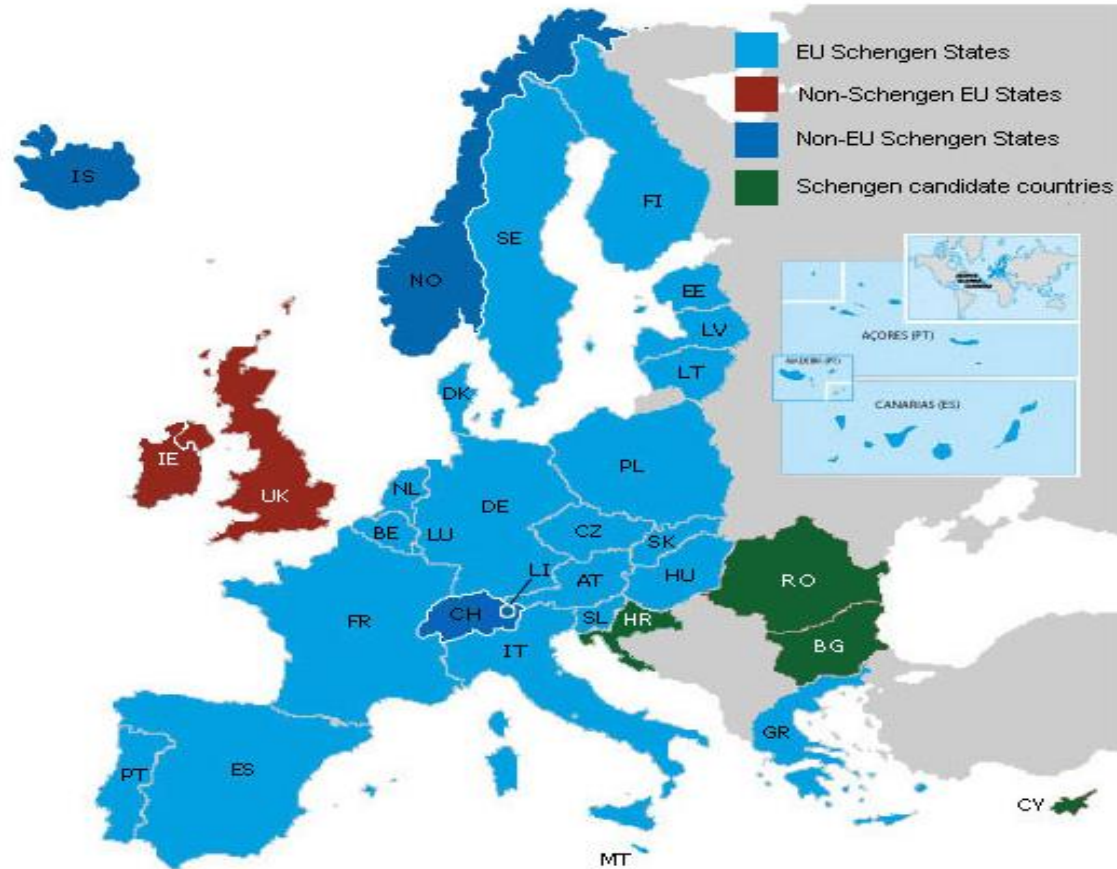 EU Schengen States
Non-Schengen EU States
Non-EU Schengen States
Schengen candidate countries
IS
FI
SE
NO
EE
LV
AÇORES (PT)
LT
DK
CANARIAS (ES)
IE
PL
UK
NL
DE
BE
LU
CZ
SK
LI
AT
HU
RO
CH
FR
SL
HR
IT
BG
GR
PT
ES
CY
MT